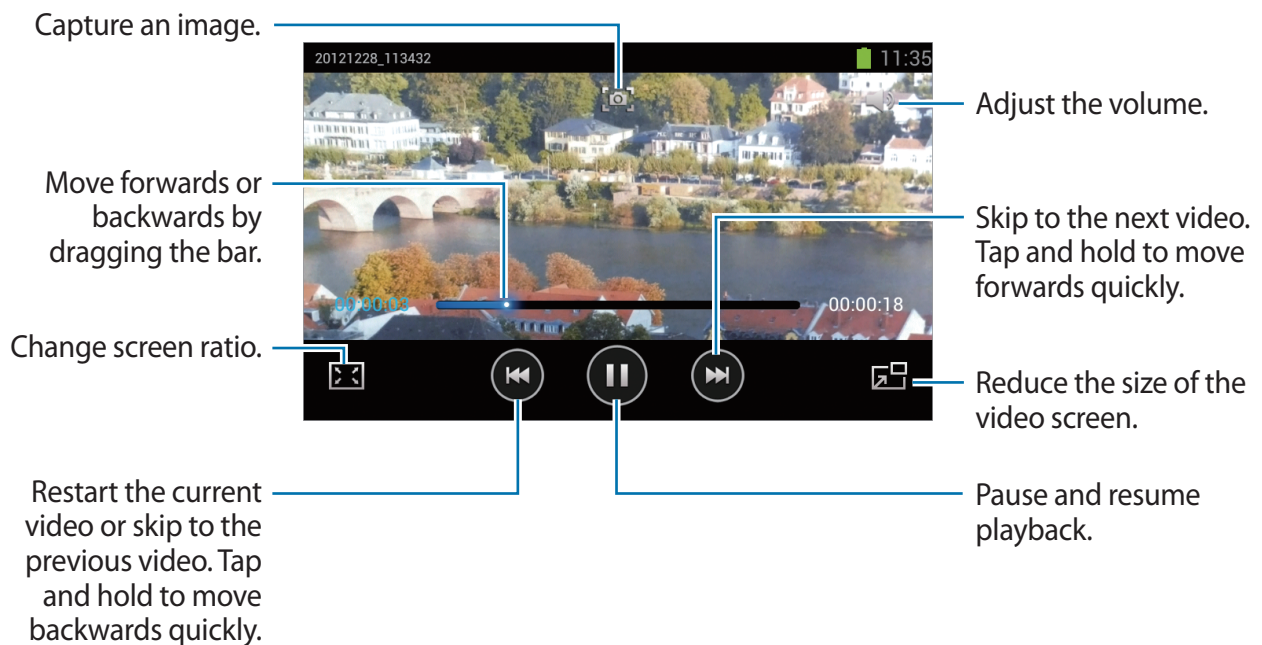 Capture an image.
20121228_113432
11:35
Adjust the volume.
Move forwards or
backwards by
dragging the bar.
Skip to the next video.
Tap and hold to move
forwards quickly.
00:00:03
00:00:18
Change screen ratio.
Reduce the size of the
video screen.
Restart the current
video or skip to the
previous video. Tap
and hold to move
backwards quickly.
Pause and resume
playback.